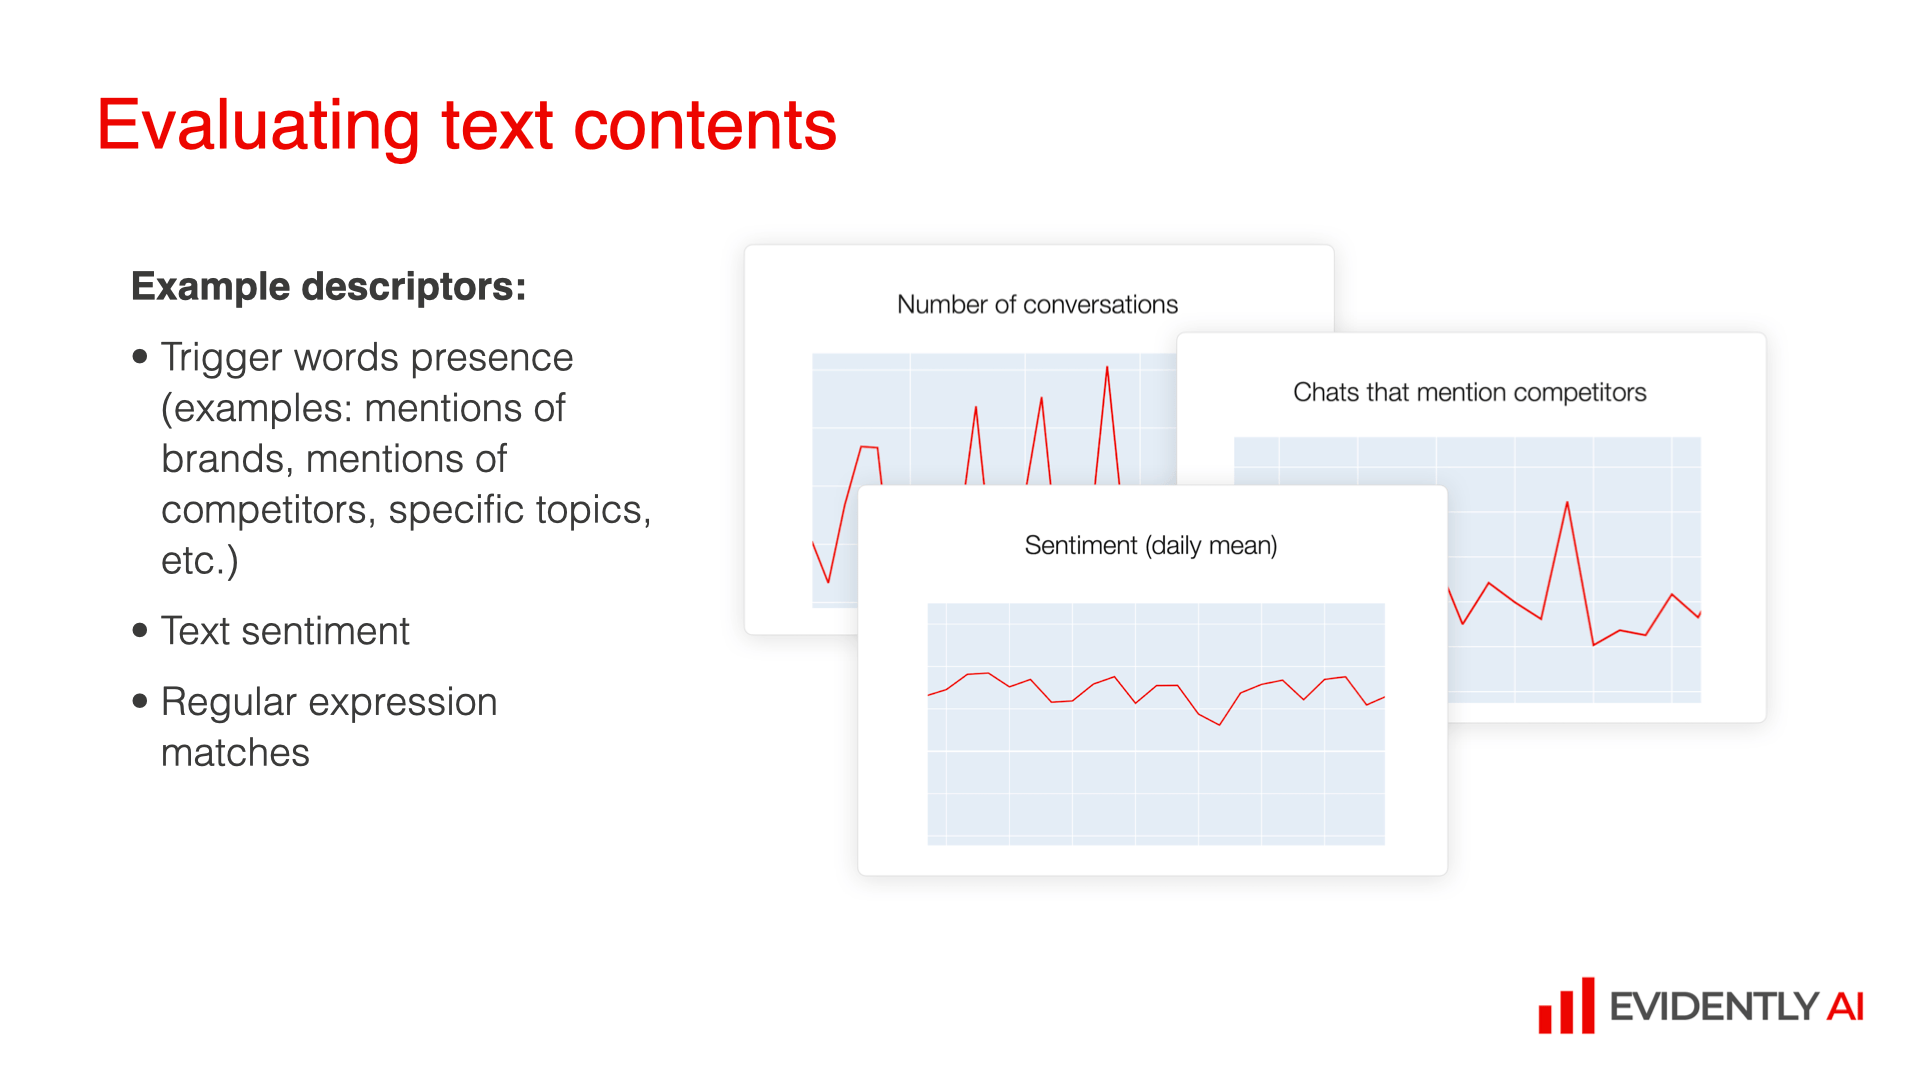 Evaluating text contents
Example descriptors:
• Trigger words presence
(examples: mentions of
brands, mentions of
competitors, specific topics,
etc.)
• Text sentiment
• Regular expression
matches
Number of conversations
Chats that mention competitors
Sentiment (daily mean)
EVIDENTLY AI